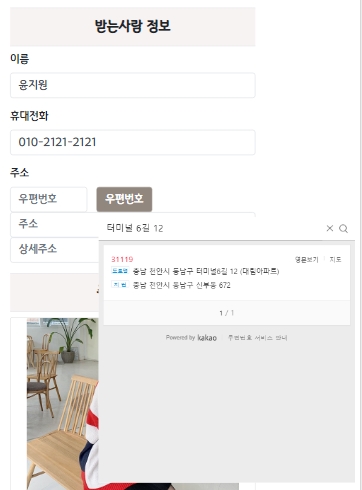 받는사람 정보
이름
윤지원
휴대전화
010-2121-2121
주소
우편번호 우편번호
주소
상세주소
터미널 6길 12
31119 영문보기 지도
도로명 충남 천안시 동남구 터미널6길 12 (대림아파트)
지번 충남 천안시 동남구 신부동 672
1 / 1
Powered by kakao 우편번호 서비스 안내